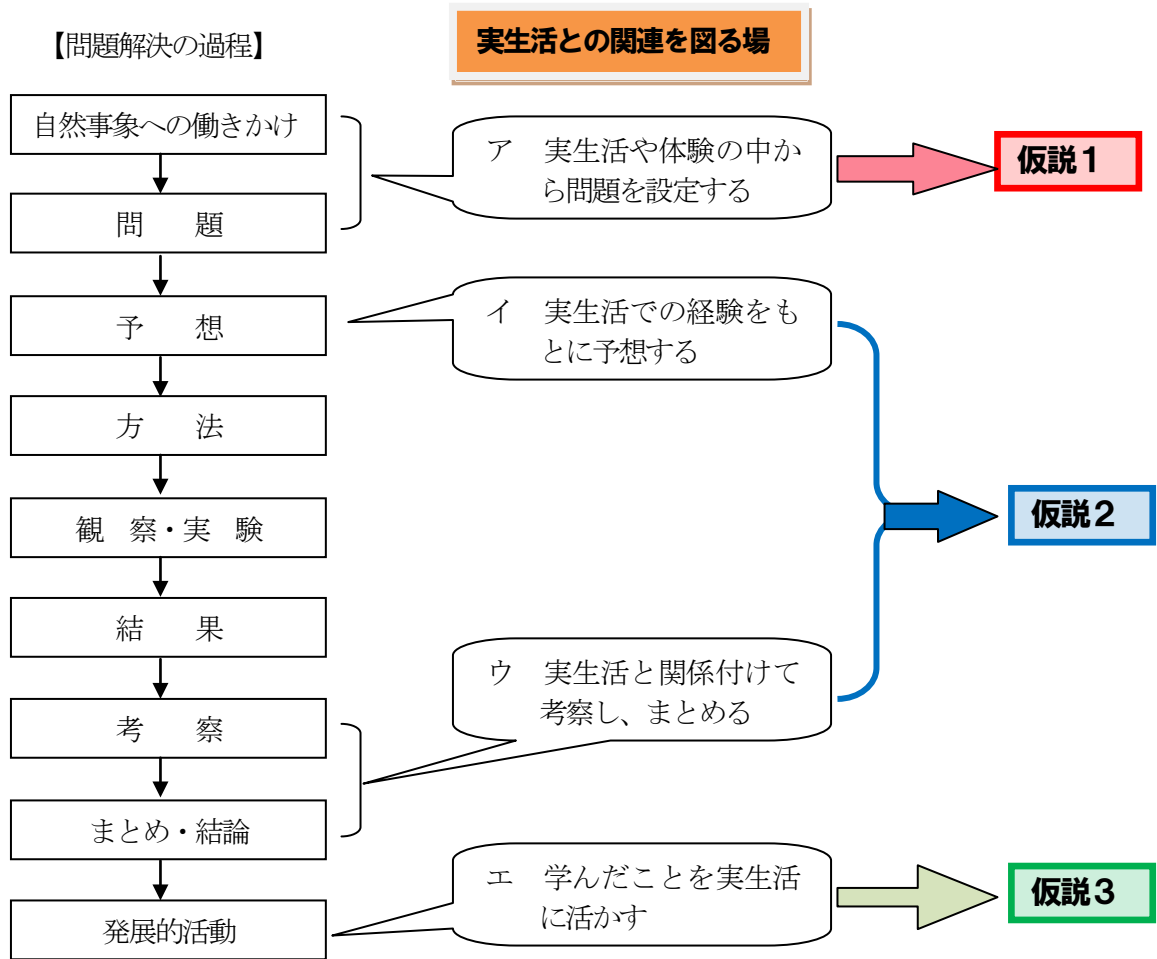 【問題解決の過程】
実生活との関連を図る場
自然事象への働きかけ
問　題
予　想
方　法
観　察・実　験
結　果
考　察
まとめ・結論
発展的活動
ア　実生活や体験の中か
ら問題を設定する
イ　実生活での経験をも
とに予想する
ウ　実生活と関係付けて
考察し、まとめる
エ　学んだことを実生活
に活かす
仮説１
仮説２
仮説３